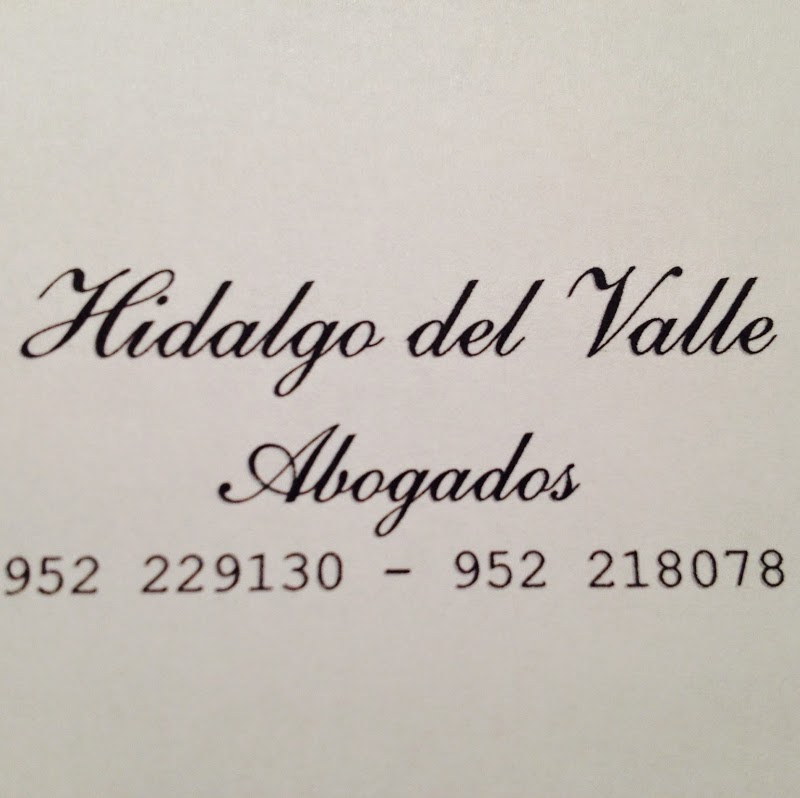 Hidalgo del Valle
Abogados
952 229130 - 952 218078